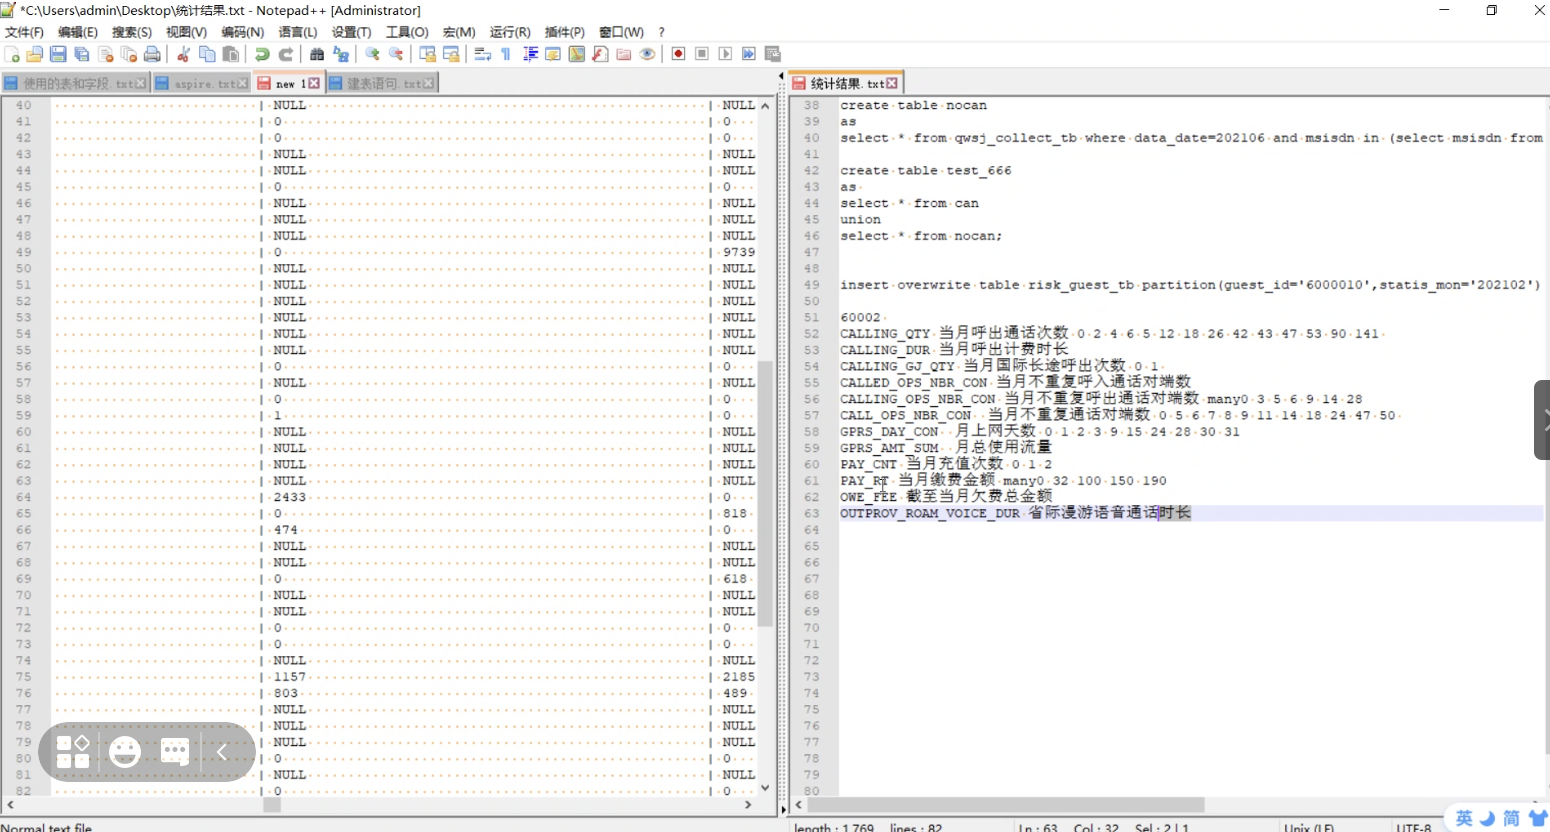 *C:\Users\admin\Desktop\统计结果.txt - Notepad++ [Administrator]
文件(F) 编辑(E) 搜索(S) 视图(V) 编码(N) 语言(L) 设置(T) 工具(O) 宏(M) 运行(R) 插件(P) 窗口(W) ?
使用的表和字段.txt aspire.txt new 1 建表语句.txt
40 | NULL | NULL
41 | 0 | 0
42 | 0 | 0
43 | NULL | NULL
44 | NULL | NULL
45 | 0 | 0
46 | NULL | NULL
47 | NULL | NULL
48 | NULL | NULL
49 | 0 | 9739
50 | NULL | NULL
51 | NULL | NULL
52 | NULL | NULL
53 | NULL | NULL
54 | NULL | NULL
55 | NULL | NULL
56 | 0 | 0
57 | NULL | NULL
58 | 0 | 0
59 | 1 | 0
60 | NULL | NULL
61 | NULL | NULL
62 | NULL | NULL
63 | NULL | NULL
64 | 2433 | 0
65 | 0 | 818
66 | 474 | 0
67 | NULL | NULL
68 | NULL | NULL
69 | 0 | 618
70 | NULL | NULL
71 | NULL | NULL
72 | 0 | 0
73 | 0 | 0
74 | NULL | NULL
75 | 1157 | 2185
76 | 803 | 489
77 | NULL | NULL
78 | NULL | NULL
79 | NULL | NULL
80 | 0 | 0
81 | NULL | NULL
82 | 0 | 0
Normal text file
统计结果.txt
38 create table nocan
39 as
40 select * from qwsj_collect_tb where data_date=202106 and msisdn in (select msisdn from
41
42 create table test_666
43 as
44 select * from can
45 union
46 select * from nocan;
47
48
49 insert overwrite table risk_guest_tb partition(guest_id='6000010',statis_mon='202102')
50
51 60002
52 CALLING_QTY 当月呼出通话次数 0 2 4 6 5 12 18 26 42 43 47 53 90 141
53 CALLING_DUR 当月呼出计费时长
54 CALLING_GJ_QTY 当月国际长途呼出次数 0 1
55 CALLED_OPS_NBR_CON 当月不重复呼入通话对端数
56 CALLING_OPS_NBR_CON 当月不重复呼出通话对端数 many0 3 5 6 9 14 28
57 CALL_OPS_NBR_CON 当月不重复通话对端数 0 5 6 7 8 9 11 14 18 24 47 50
58 GPRS_DAY_CON 月上网天数 0 1 2 3 9 15 24 28 30 31
59 GPRS_AMT_SUM 月总使用流量
60 PAY_CNT 当月充值次数 0 1 2
61 PAY_RT 当月缴费金额 many0 32 100 150 190
62 OWE_FEE 截至当月欠费总金额
63 OUTPROV_ROAM_VOICE_DUR 省际漫游语音通话时长
64
65
66
67
68
69
70
71
72
73
74
75
76
77
78
79
80
length : 1,769 lines : 82 Ln : 63 Col : 32 Sel : 2 | 1 Unix (LF) UTF-8
英 简